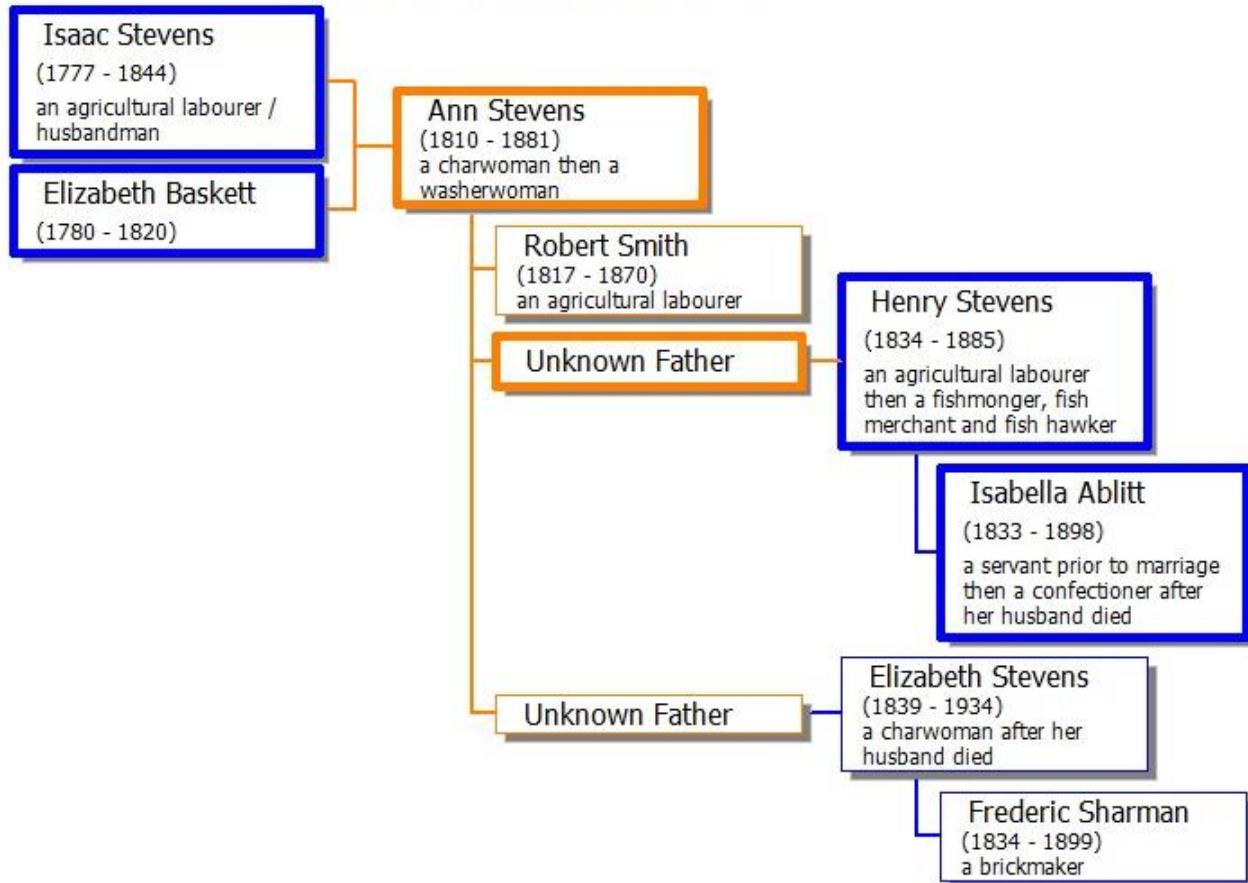 Isaac Stevens
(1777 - 1844)
an agricultural labourer /
husbandman
Elizabeth Baskett
(1780 - 1820)
Ann Stevens
(1810 - 1881)
a charwoman then a
washerwoman
Robert Smith
(1817 - 1870)
an agricultural labourer
Unknown Father
Henry Stevens
(1834 - 1885)
an agricultural labourer
then a fishmonger, fish
merchant and fish hawker
Isabella Ablitt
(1833 - 1898)
a servant prior to marriage
then a confectioner after
her husband died
Unknown Father
Elizabeth Stevens
(1839 - 1934)
a charwoman after her
husband died
Frederic Sharman
(1834 - 1899)
a brickmaker